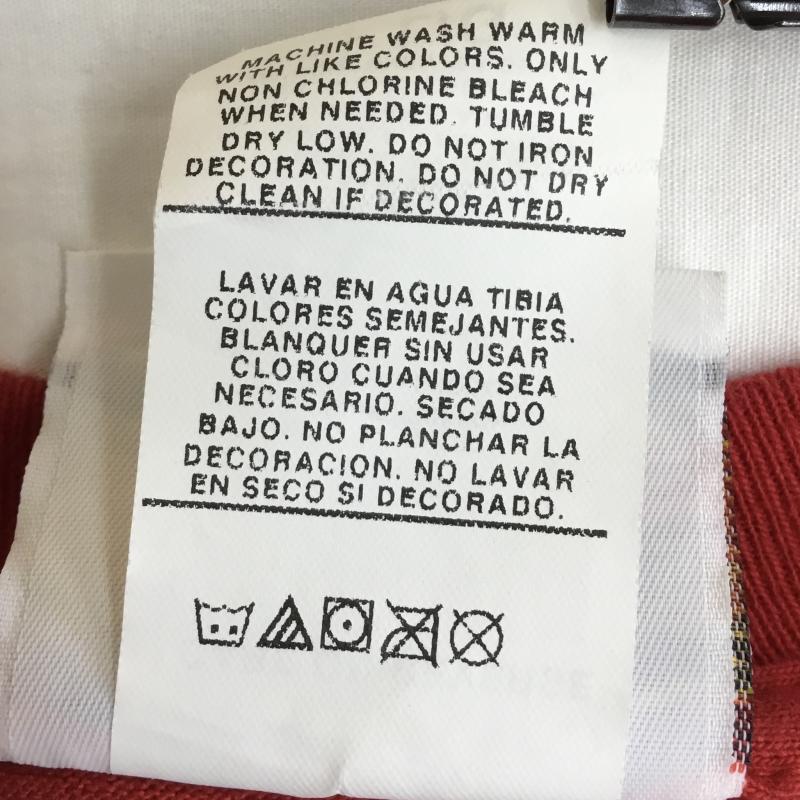 MACHINE WASH WARM
WITH LIKE COLORS. ONLY
NON CHLORINE BLEACH
WHEN NEEDED. TUMBLE
DRY LOW. DO NOT IRON
DECORATION. DO NOT DRY
CLEAN IF DECORATED.
LAVAR EN AGUA TIBIA
COLORES SEMEJANTES.
BLANQUER SIN USAR
CLORO CUANDO SEA
NECESARIO. SECADO
BAJO. NO PLANCHAR LA
DECORACION. NO LAVAR
EN SECO SI DECORADO.